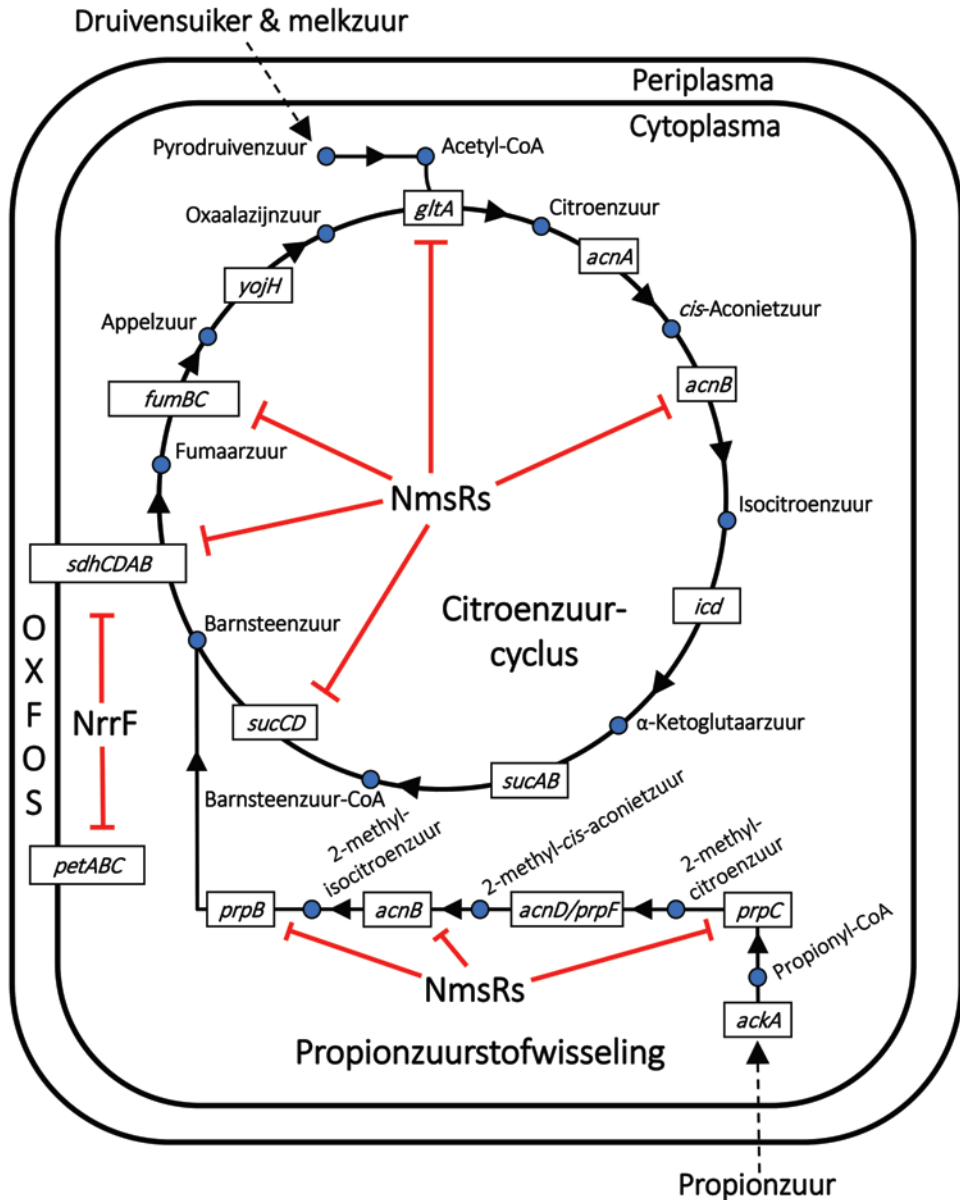 Druivensuiker & melkzuur
Periplasma
Cytoplasma
Pyrodruivenzuur
Acetyl-CoA
Oxaalazijnzuur
gltA
Citroenzuur
acnA
yojH
cis-Aconietzuur
Appelzuur
acnB
fumBC
Fumaarzuur
NmsRs
Isocitroenzuur
sdhCDAB
icd
Citroenzuur-
cyclus
Barnsteenzuur
OXFOS
NrrF
sucCD
α-Ketoglutaarzuur
sucAB
Barnsteenzuur-CoA
petABC
2-methyl-
isocitroenzuur
2-methyl-cis-aconietzuur
2-methyl-
citroenzuur
prpB
acnB
acnD/prpF
prpC
Propionyl-CoA
NmsRs
ackA
Propionzuurstofwisseling
Propionzuur